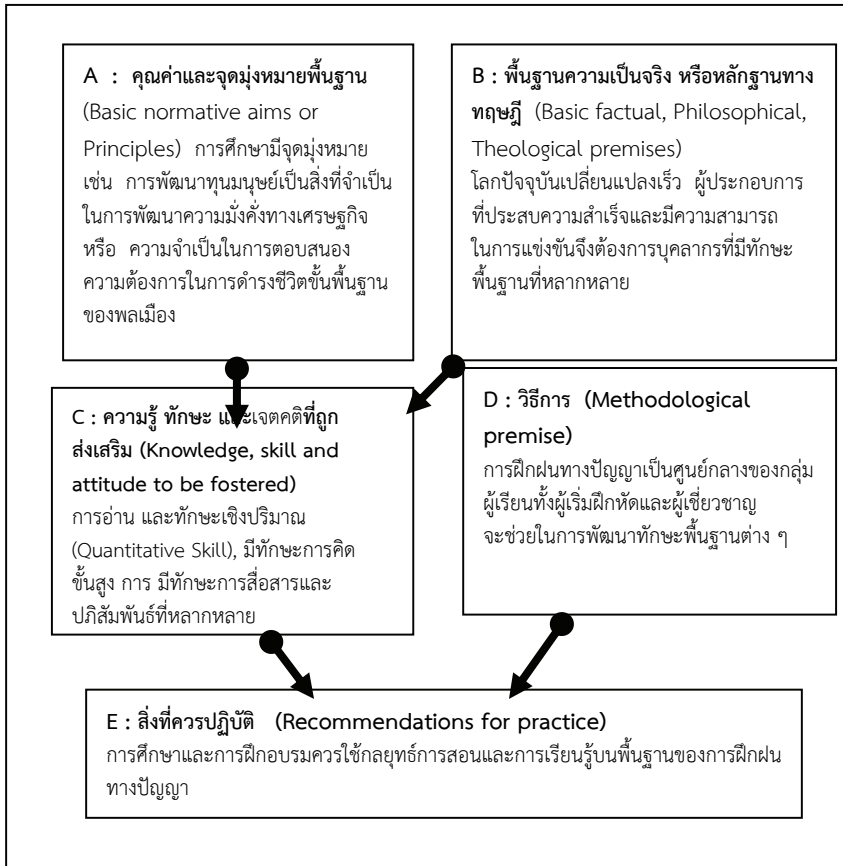 A : คุณค่าและจุดมุ่งหมายพื้นฐาน
(Basic normative aims or
Principles) การศึกษามีจุดมุ่งหมาย
เช่น การพัฒนาทุนมนุษย์เป็นสิ่งที่จำเป็น
ในการพัฒนาความมั่งคั่งทางเศรษฐกิจ
หรือ ความจำเป็นในการตอบสนอง
ความต้องการในการดำรงชีวิตขั้นพื้นฐาน
ของพลเมือง
B : พื้นฐานความเป็นจริง หรือหลักฐานทาง
ทฤษฎี (Basic factual, Philosophical,
Theological premises)
โลกปัจจุบันเปลี่ยนแปลงเร็ว ผู้ประกอบการ
ที่ประสบความสำเร็จและมีความสามารถ
ในการแข่งขันจึงต้องการบุคลากรที่มีทักษะ
พื้นฐานที่หลากหลาย
C : ความรู้ ทักษะ และเจตคติที่ถูก
ส่งเสริม (Knowledge, skill and
attitude to be fostered)
การอ่าน และทักษะเชิงปริมาณ
(Quantitative Skill), มีทักษะการคิด
ขั้นสูง การ มีทักษะการสื่อสารและ
ปภิสัมพันธ์ที่หลากหลาย
D : วิธีการ (Methodological
premise)
การฝึกฝนทางปัญญาเป็นศูนย์กลางของกลุ่ม
ผู้เรียนทั้งผู้เริ่มฝึกหัดและผู้เชี่ยวชาญ
จะช่วยในการพัฒนาทักษะพื้นฐานต่าง ๆ
E : สิ่งที่ควรปฏิบัติ (Recommendations for practice)
การศึกษาและการฝึกอบรมควรใช้กลยุทธ์การสอนและการเรียนรู้บนพื้นฐานของการฝึกฝน
ทางปัญญา